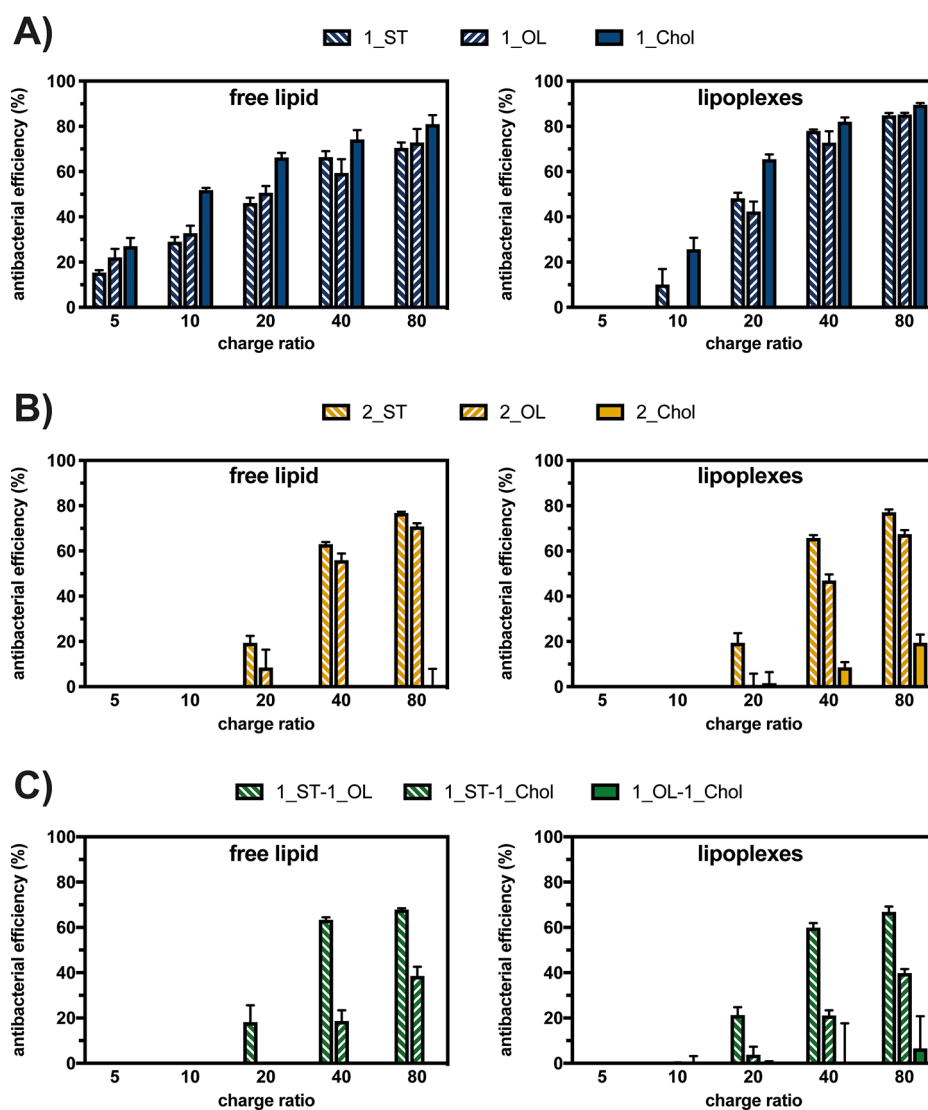 A)
1_ST 1_OL 1_Chol
free lipid
antibacterial efficiency (%)
100
80
60
40
20
0
5 10 20 40 80
charge ratio
lipoplexes
antibacterial efficiency (%)
100
80
60
40
20
0
5 10 20 40 80
charge ratio
B)
2_ST 2_OL 2_Chol
free lipid
antibacterial efficiency (%)
100
80
60
40
20
0
5 10 20 40 80
charge ratio
lipoplexes
antibacterial efficiency (%)
100
80
60
40
20
0
5 10 20 40 80
charge ratio
C)
1_ST-1_OL 1_ST-1_Chol 1_OL-1_Chol
free lipid
antibacterial efficiency (%)
100
80
60
40
20
0
5 10 20 40 80
charge ratio
lipoplexes
antibacterial efficiency (%)
100
80
60
40
20
0
5 10 20 40 80
charge ratio